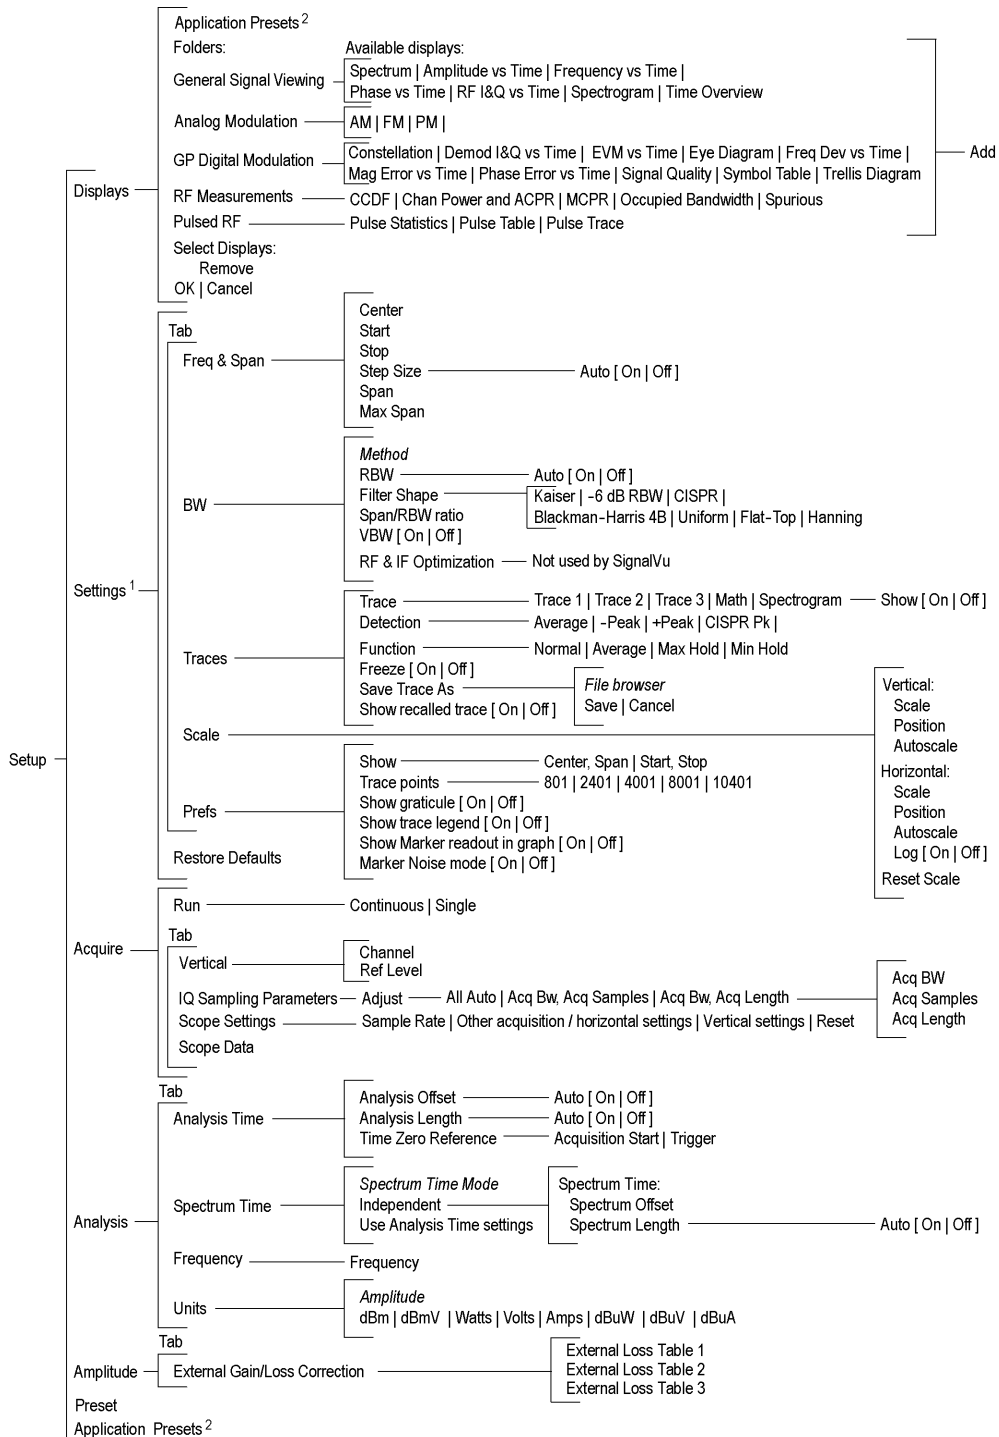 Application Presets 2
Folders: Available displays:
General Signal Viewing Spectrum | Amplitude vs Time | Frequency vs Time |
Phase vs Time | RF I&Q vs Time | Spectrogram | Time Overview
Analog Modulation AM | FM | PM |
GP Digital Modulation Constellation | Demod I&Q vs Time | EVM vs Time | Eye Diagram | Freq Dev vs Time |
Mag Error vs Time | Phase Error vs Time | Signal Quality | Symbol Table | Trellis Diagram
Add
Displays
RF Measurements CCDF | Chan Power and ACPR | MCPR | Occupied Bandwidth | Spurious
Pulsed RF Pulse Statistics | Pulse Table | Pulse Trace
Select Displays:
Remove
OK | Cancel
Tab
Freq & Span
Center
Start
Stop
Step Size Auto [ On | Off ]
Span
Max Span
BW
Method
RBW Auto [ On | Off ]
Filter Shape Kaiser | -6 dB RBW | CISPR |
Blackman-Harris 4B | Uniform | Flat-Top | Hanning
Span/RBW ratio
VBW [ On | Off ]
RF & IF Optimization Not used by SignalVu
Settings 1
Traces
Trace Trace 1 | Trace 2 | Trace 3 | Math | Spectrogram Show [ On | Off ]
Detection Average | -Peak | +Peak | CISPR Pk |
Function Normal | Average | Max Hold | Min Hold
Freeze [ On | Off ]
Save Trace As File browser
Save | Cancel
Show recalled trace [ On | Off ]
Scale
Vertical:
Scale
Position
Autoscale
Horizontal:
Scale
Position
Autoscale
Log [ On | Off ]
Reset Scale
Setup
Prefs
Show Center, Span | Start, Stop
Trace points 801 | 2401 | 4001 | 8001 | 10401
Show graticule [ On | Off ]
Show trace legend [ On | Off ]
Show Marker readout in graph [ On | Off ]
Marker Noise mode [ On | Off ]
Restore Defaults
Run Continuous | Single
Acquire
Tab
Vertical
Channel
Ref Level
IQ Sampling Parameters Adjust All Auto | Acq Bw, Acq Samples | Acq Bw, Acq Length
Acq BW
Acq Samples
Acq Length
Scope Settings Sample Rate | Other acquisition / horizontal settings | Vertical settings | Reset
Scope Data
Tab
Analysis Time
Analysis Offset Auto [ On | Off ]
Analysis Length Auto [ On | Off ]
Time Zero Reference Acquisition Start | Trigger
Analysis
Spectrum Time
Spectrum Time Mode
Independent
Use Analysis Time settings
Spectrum Time:
Spectrum Offset
Spectrum Length Auto [ On | Off ]
Frequency Frequency
Units
Amplitude
dBm | dBmV | Watts | Volts | Amps | dBuW | dBuV | dBuA
Tab
Amplitude External Gain/Loss Correction
External Loss Table 1
External Loss Table 2
External Loss Table 3
Preset
Application Presets 2